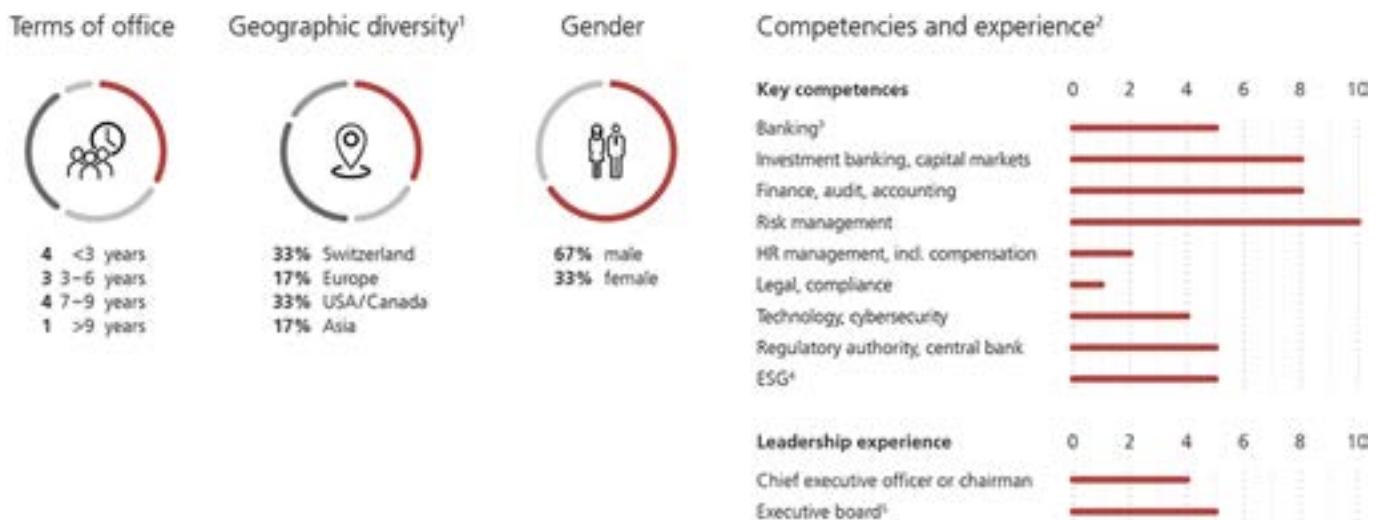 Terms of office
4 <3 years
3 3–6 years
4 7–9 years
1 >9 years
Geographic diversity¹
33% Switzerland
17% Europe
33% USA/Canada
17% Asia
Gender
67% male
33% female
Competencies and experience²
Key competences 0 2 4 6 8 10
Banking³
Investment banking, capital markets
Finance, audit, accounting
Risk management
HR management, incl. compensation
Legal, compliance
Technology, cybersecurity
Regulatory authority, central bank
ESG⁴
Leadership experience 0 2 4 6 8 10
Chief executive officer or chairman
Executive board⁵